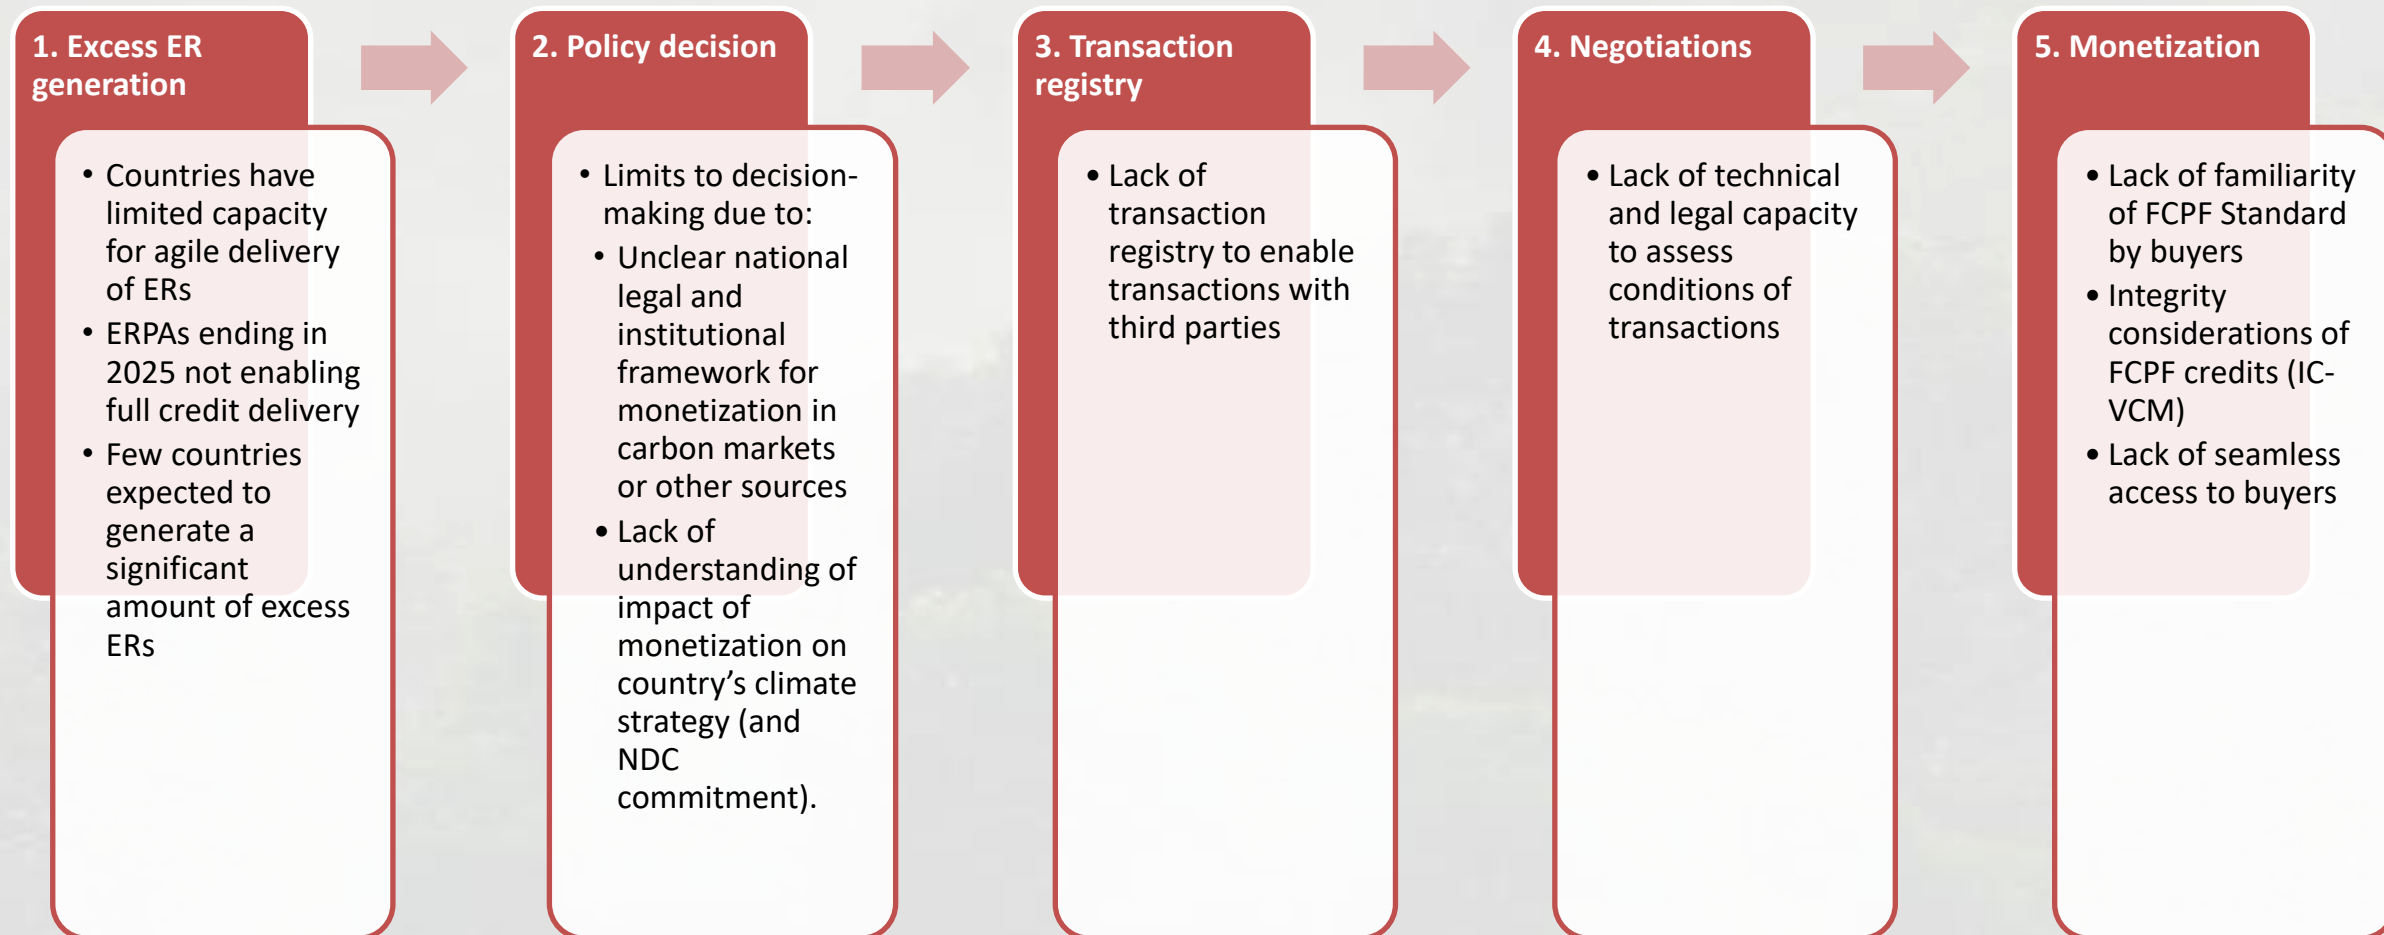 1. Excess ER
generation
• Countries have
limited capacity
for agile delivery
of ERs
• ERPAs ending in
2025 not enabling
full credit delivery
• Few countries
expected to
generate a
significant
amount of excess
ERs
2. Policy decision
• Limits to decision-
making due to:
• Unclear national
legal and
institutional
framework for
monetization in
carbon markets
or other sources
• Lack of
understanding of
impact of
monetization on
country’s climate
strategy (and
NDC
commitment).
3. Transaction
registry
• Lack of
transaction
registry to enable
transactions with
third parties
4. Negotiations
• Lack of technical
and legal capacity
to assess
conditions of
transactions
5. Monetization
• Lack of familiarity
of FCPF Standard
by buyers
• Integrity
considerations of
FCPF credits (IC-
VCM)
• Lack of seamless
access to buyers